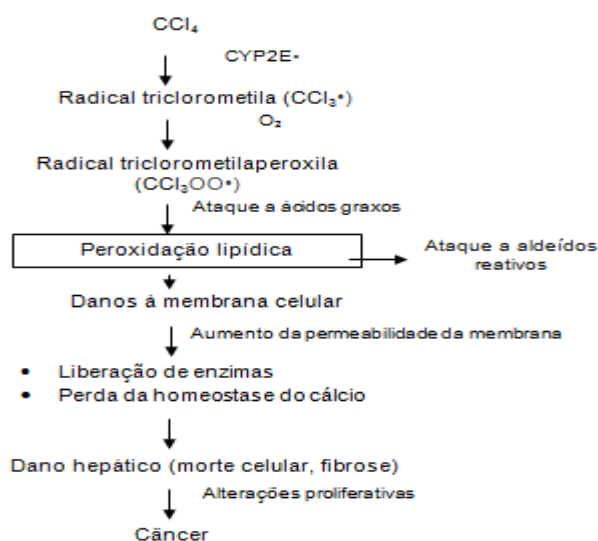 CCl₄
CYP2E·
Radical triclorometila (CCl₃•)
O₂
Radical triclorometilaperoxila
(CCl₃OO•)
Ataque a ácidos graxos
Peroxidação lipídica
Ataque a aldeídos
reativos
Danos à membrana celular
Aumento da permeabilidade da membrana
• Liberação de enzimas
• Perda da homeostase do cálcio
Dano hepático (morte celular, fibrose)
Alterações proliferativas
Câncer